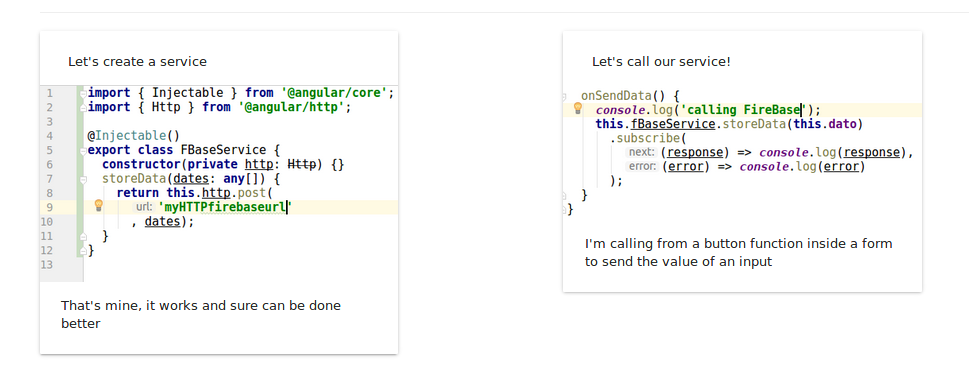 Let's create a service
1 import { Injectable } from '@angular/core';
2 import { Http } from '@angular/http';
3
4 @Injectable()
5 export class FBaseService {
6 constructor(private http: Http) {}
7 storeData(dates: any[]) {
8 return this.http.post(
9 url: 'myHTTPfirebaseurl'
10 , dates);
11 }
12 }
13
That's mine, it works and sure can be done
better
Let's call our service!
onSendData() {
console.log('calling FireBase');
this.fBaseService.storeData(this.dato)
.subscribe(
next: (response) => console.log(response),
error: (error) => console.log(error)
);
}
}
I'm calling from a button function inside a form
to send the value of an input